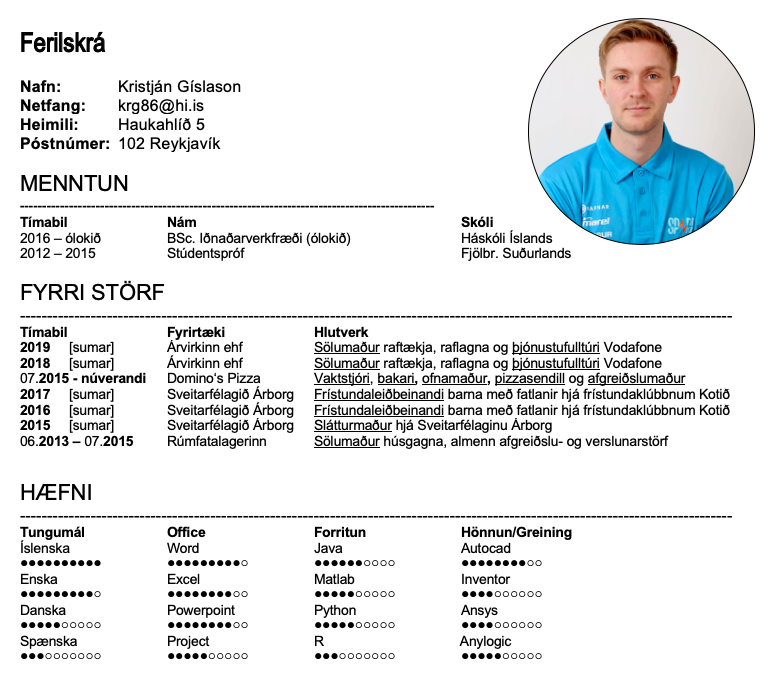 Ferilskrá
Nafn: Kristján Gíslason
Netfang: krg86@hi.is
Heimili: Haukahlíð 5
Póstnúmer: 102 Reykjavík
MENNTUN
Tímabil Nám Skóli
2016 – ólokið BSc. Iðnaðarverkfræði (ólokið) Háskóli Íslands
2012 – 2015 Stúdentspróf Fjölbr. Suðurlands
marel
FYRRI STÖRF
Tímabil Fyrirtæki Hlutverk
2019 [sumar] Árvirkinn ehf Sölumaður raftækja, raflagna og þjónustufulltúri Vodafone
2018 [sumar] Árvirkinn ehf Sölumaður raftækja, raflagna og þjónustufulltúri Vodafone
07.2015 - núverandi Domino‘s Pizza Vaktstjóri, bakari, ofnamaður, pizzasendill og afgreiðslumaður
2017 [sumar] Sveitarfélagið Árborg Frístundaleiðbeinandi barna með fatlanir hjá frístundaklúbbnum Kotið
2016 [sumar] Sveitarfélagið Árborg Frístundaleiðbeinandi barna með fatlanir hjá frístundaklúbbnum Kotið
2015 [sumar] Sveitarfélagið Árborg Slátturmaður hjá Sveitarfélaginu Árborg
06.2013 – 07.2015 Rúmfatalagerinn Sölumaður húsgagna, almenn afgreiðslu- og verslunarstörf
HÆFNI
Tungumál Office Forritun Hönnun/Greining
Íslenska Word Java Autocad
Enska Excel Matlab Inventor
Danska Powerpoint Python Ansys
Spænska Project R Anylogic